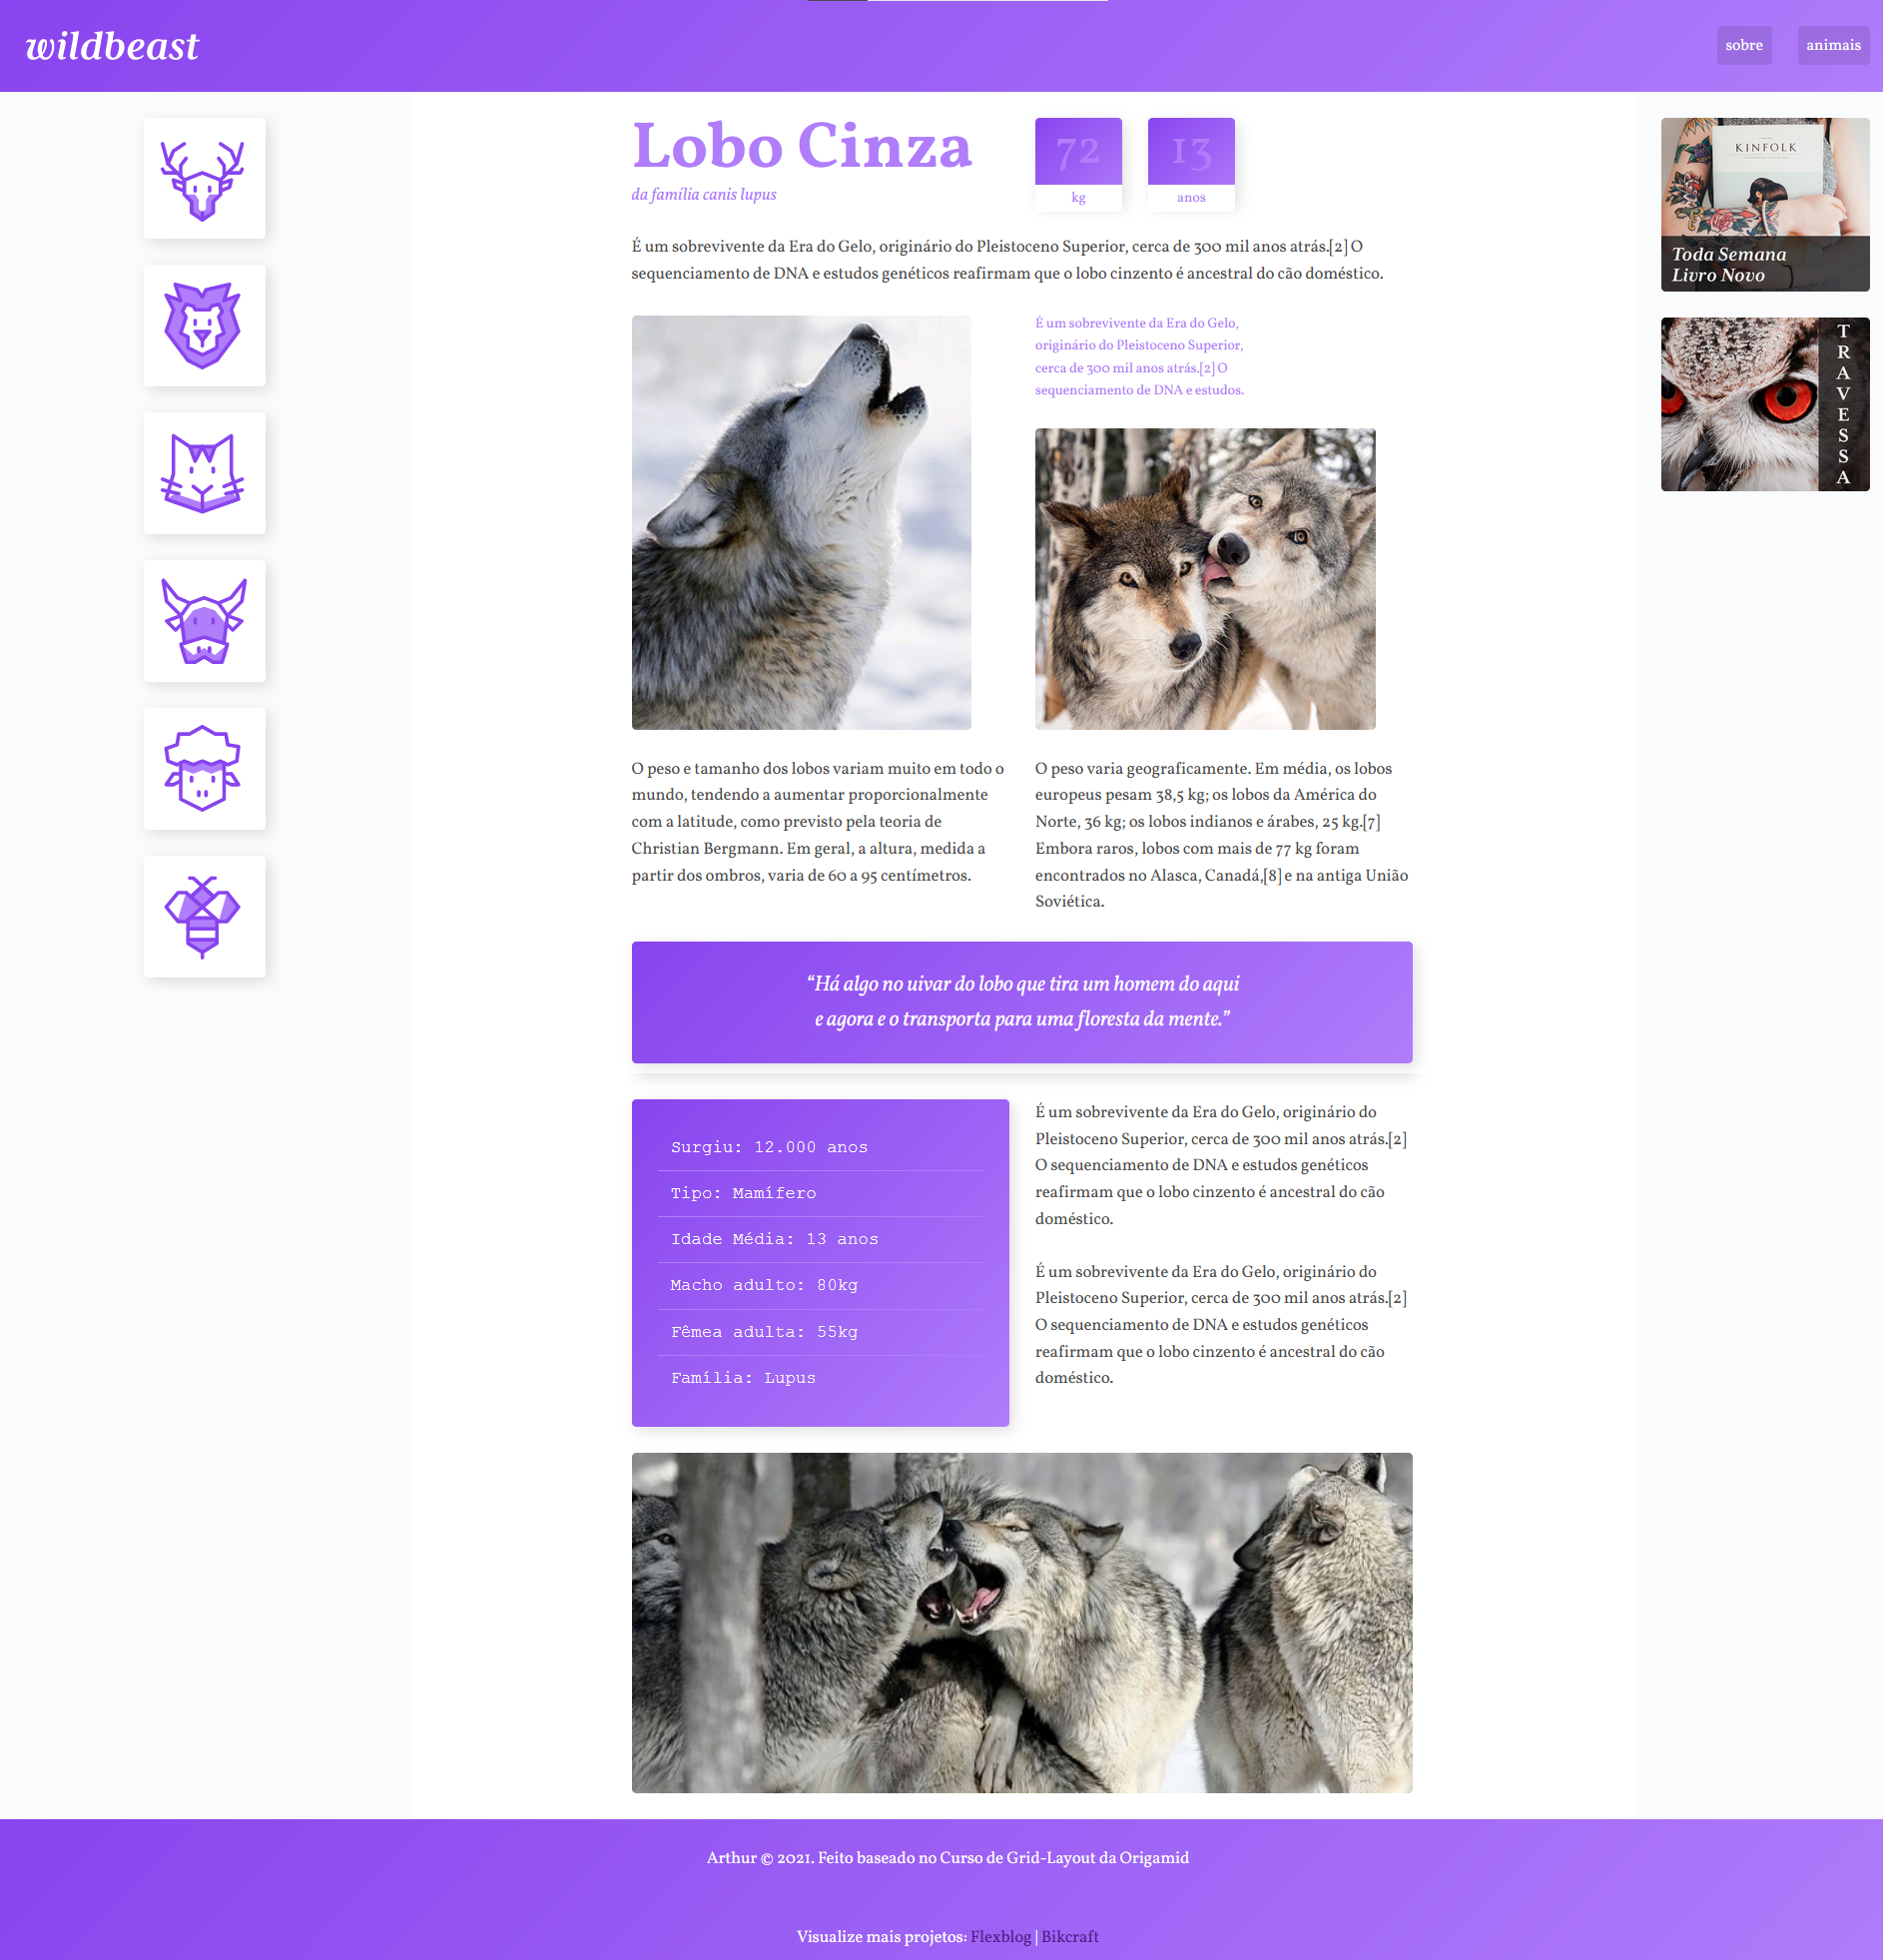 wildbeast
sobre
animais
Lobo Cinza
da família canis lupus
72
kg
13
anos
É um sobrevivente da Era do Gelo, originário do Pleistoceno Superior, cerca de 300 mil anos atrás.[2] O
sequenciamento de DNA e estudos genéticos reafirmam que o lobo cinzento é ancestral do cão doméstico.
É um sobrevivente da Era do Gelo,
originário do Pleistoceno Superior,
cerca de 300 mil anos atrás.[2] O
sequenciamento de DNA e estudos.
O peso e tamanho dos lobos variam muito em todo o
mundo, tendendo a aumentar proporcionalmente
com a latitude, como previsto pela teoria de
Christian Bergmann. Em geral, a altura, medida a
partir dos ombros, varia de 60 a 95 centímetros.
O peso varia geograficamente. Em média, os lobos
europeus pesam 38,5 kg; os lobos da América do
Norte, 36 kg; os lobos indianos e árabes, 25 kg.[7]
Embora raros, lobos com mais de 77 kg foram
encontrados no Alasca, Canadá,[8] e na antiga União
Soviética.
“Há algo no uivar do lobo que tira um homem do aqui
e agora e o transporta para uma floresta da mente.”
Surgiu: 12.000 anos
Tipo: Mamífero
Idade Média: 13 anos
Macho adulto: 80kg
Fêmea adulta: 55kg
Família: Lupus
É um sobrevivente da Era do Gelo, originário do
Pleistoceno Superior, cerca de 300 mil anos atrás.[2]
O sequenciamento de DNA e estudos genéticos
reafirmam que o lobo cinzento é ancestral do cão
doméstico.
É um sobrevivente da Era do Gelo, originário do
Pleistoceno Superior, cerca de 300 mil anos atrás.[2]
O sequenciamento de DNA e estudos genéticos
reafirmam que o lobo cinzento é ancestral do cão
doméstico.
KINFOLK
Toda Semana
Livro Novo
TRAVESSA
Arthur © 2021. Feito baseado no Curso de Grid-Layout da Origamid
Visualize mais projetos: Flexblog | Bikcraft